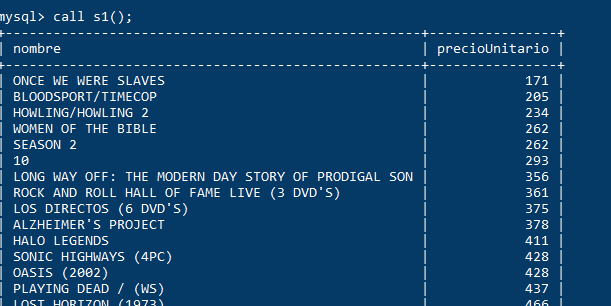 mysql> call s1();
nombre precioUnitario
ONCE WE WERE SLAVES 171
BLOODSPORT/TIMECOP 205
HOWLING/HOWLING 2 234
WOMEN OF THE BIBLE 262
SEASON 2 262
10 293
LONG WAY OFF: THE MODERN DAY STORY OF PRODIGAL SON 356
ROCK AND ROLL HALL OF FAME LIVE (3 DVD'S) 361
LOS DIRECTOS (6 DVD'S) 375
ALZHEIMER'S PROJECT 378
HALO LEGENDS 411
SONIC HIGHWAYS (4PC) 428
OASIS (2002) 428
PLAYING DEAD / (WS) 437
LOST HORIZON (1973) 466